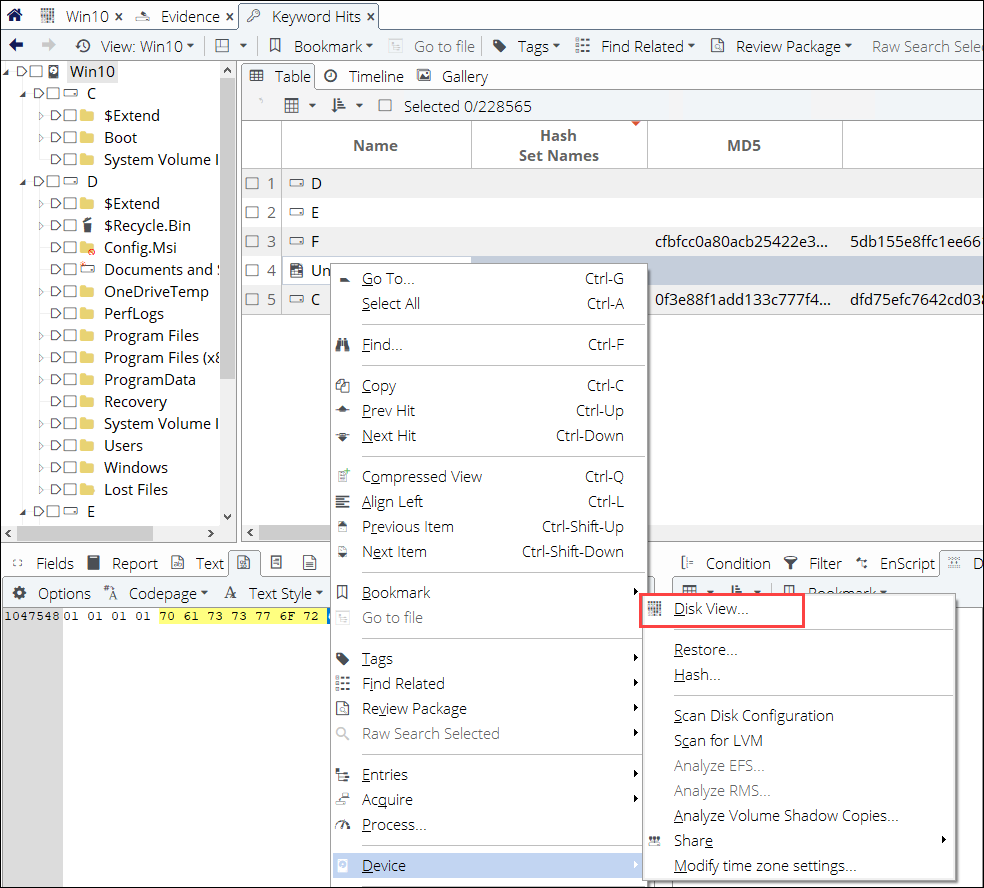 Win10 × Evidence × Keyword Hits ×
View: Win10 Bookmark Go to file Tags Find Related Review Package Raw Search Sele
Win10
C
$Extend
Boot
System Volume I
D
$Extend
$Recycle.Bin
Config.Msi
Documents and S
OneDriveTemp
PerfLogs
Program Files
Program Files (x8
ProgramData
Recovery
System Volume I
Users
Windows
Lost Files
E
Table Timeline Gallery
Selected 0/228565
Name Hash Set Names MD5
1 D
2 E
3 F cfbfcc0a80acb25422e3... 5db155e8ffc1ee66
4 Un
5 C 0f3e88f1add133c777f4... dfd75efc7642cd038
Go To... Ctrl-G
Select All Ctrl-A
Find... Ctrl-F
Copy Ctrl-C
Prev Hit Ctrl-Up
Next Hit Ctrl-Down
Compressed View Ctrl-Q
Align Left Ctrl-L
Previous Item Ctrl-Shift-Up
Next Item Ctrl-Shift-Down
Bookmark
Go to file
Tags
Find Related
Review Package
Raw Search Selected
Entries
Acquire
Process...
Device
Fields Report Text
Options Codepage Text Style
1047548 01 01 01 01 70 61 73 73 77 6F 72
Condition Filter EnScript D
Bookmark
Disk View...
Restore...
Hash...
Scan Disk Configuration
Scan for LVM
Analyze EFS...
Analyze RMS...
Analyze Volume Shadow Copies...
Share
Modify time zone settings...